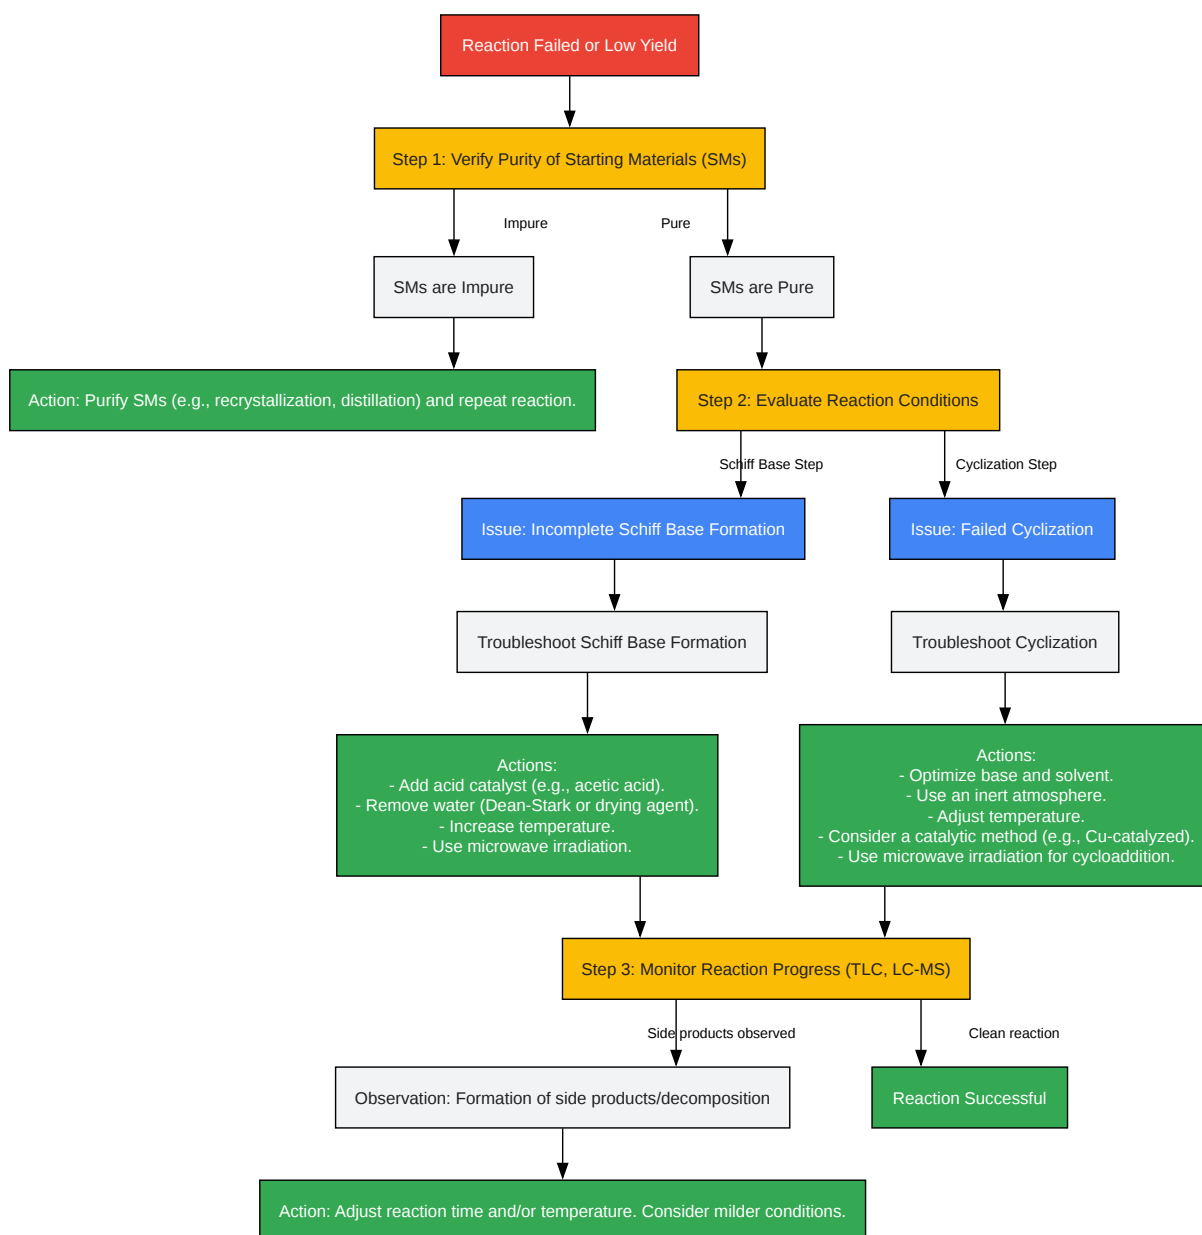 Reaction Failed or Low Yield
Step 1: Verify Purity of Starting Materials (SMs)
Impure
Pure
SMs are Impure
SMs are Pure
Action: Purify SMs (e.g., recrystallization, distillation) and repeat reaction.
Step 2: Evaluate Reaction Conditions
Schiff Base Step
Cyclization Step
Issue: Incomplete Schiff Base Formation
Issue: Failed Cyclization
Troubleshoot Schiff Base Formation
Troubleshoot Cyclization
Actions:
- Add acid catalyst (e.g., acetic acid).
- Remove water (Dean-Stark or drying agent).
- Increase temperature.
- Use microwave irradiation.
Actions:
- Optimize base and solvent.
- Use an inert atmosphere.
- Adjust temperature.
- Consider a catalytic method (e.g., Cu-catalyzed).
- Use microwave irradiation for cycloaddition.
Step 3: Monitor Reaction Progress (TLC, LC-MS)
Side products observed
Clean reaction
Observation: Formation of side products/decomposition
Reaction Successful
Action: Adjust reaction time and/or temperature. Consider milder conditions.